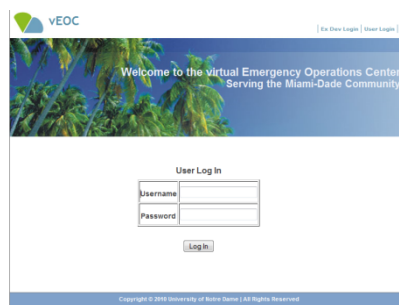 vEOC
Ex Dev Login | User Login |
Welcome to the virtual Emergency Operations Center
Serving the Miami-Dade Community
User Log In
Username
Password
Log In
Copyright © 2010 University of Notre Dame | All Rights Reserved